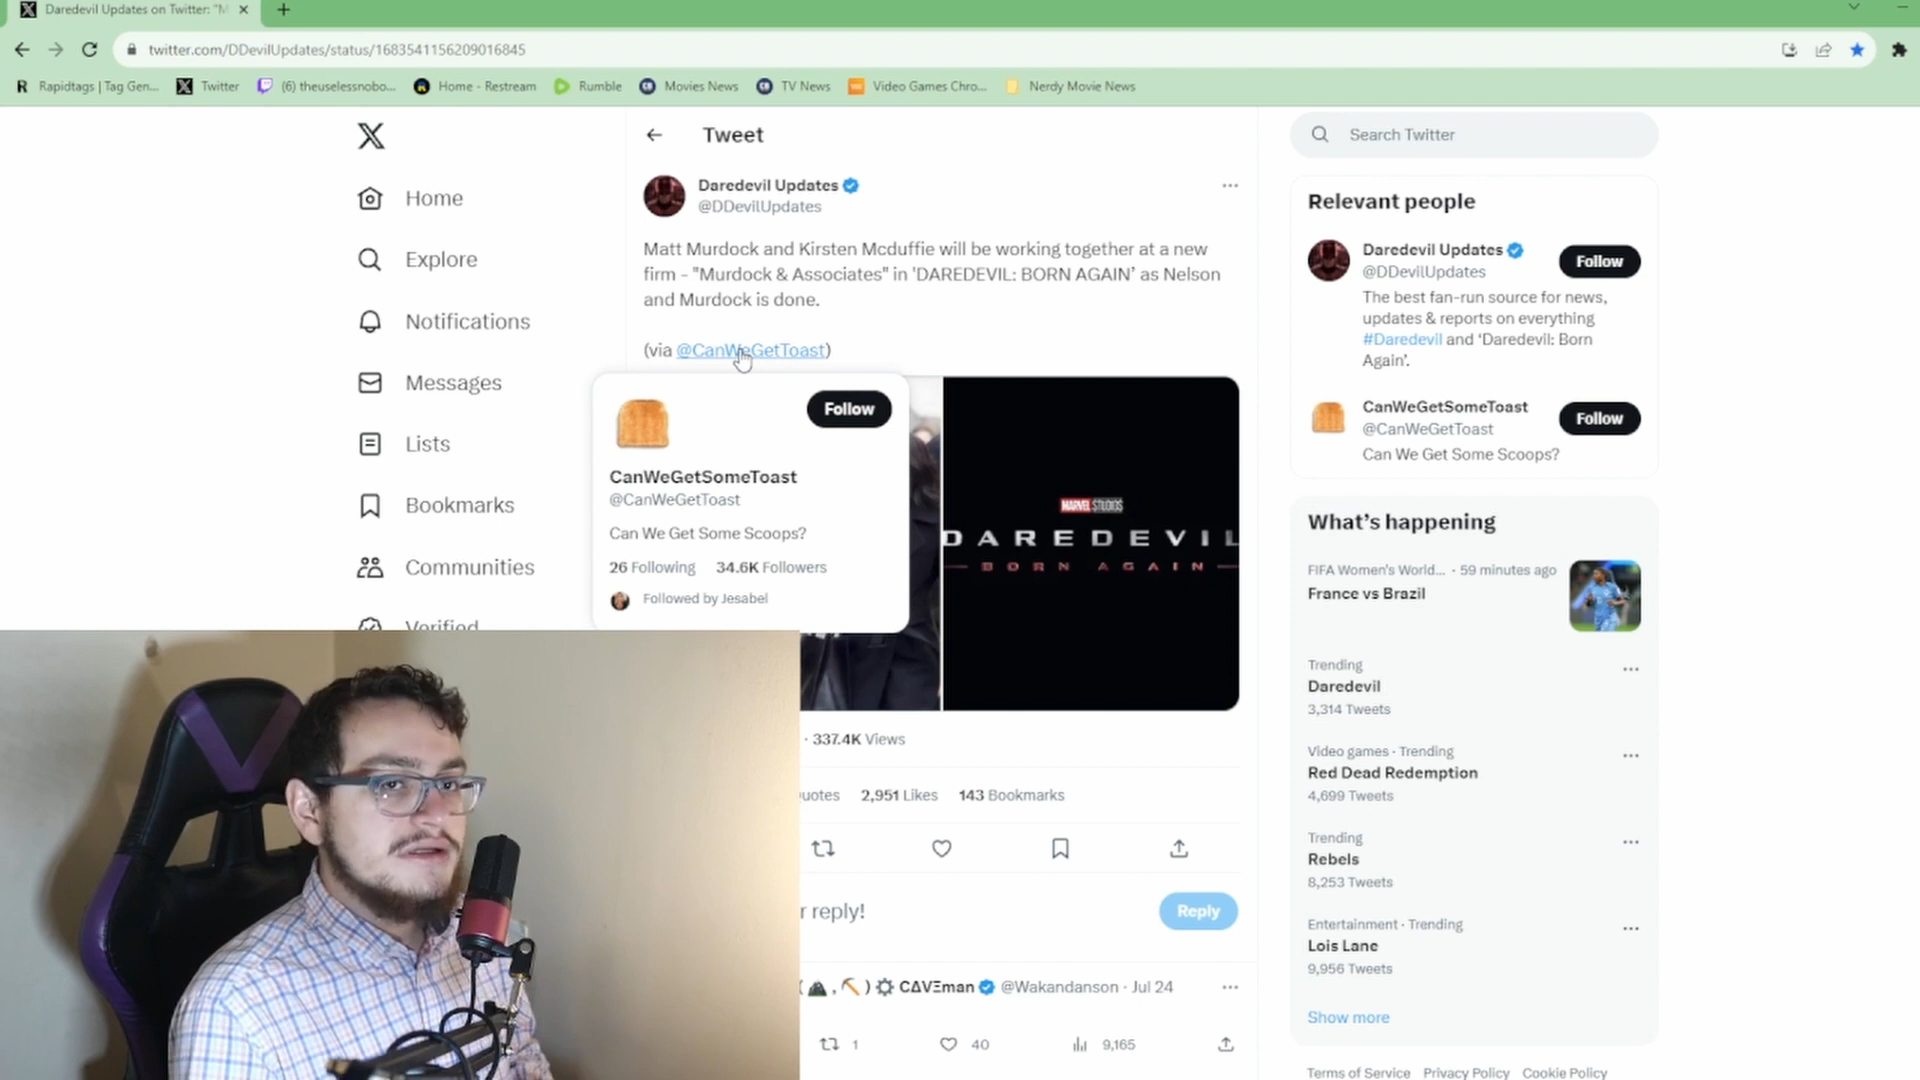 Daredevil Updates on Twitter: "M
twitter.com/DDevilUpdates/status/1683541156209016845
Rapidtags | Tag Gen...
Twitter
(6) theuselessnobo...
Home - Restream
Rumble
Movies News
TV News
Video Games Chro...
Nerdy Movie News
Home
Explore
Notifications
Messages
Lists
Bookmarks
Communities
Verified
Tweet
Daredevil Updates
@DDevilUpdates
Matt Murdock and Kirsten Mcduffie will be working together at a new
firm - "Murdock & Associates" in 'DAREDEVIL: BORN AGAIN’ as Nelson
and Murdock is done.
(via @CanWeGetToast)
Follow
CanWeGetSomeToast
@CanWeGetToast
Can We Get Some Scoops?
26 Following 34.6K Followers
Followed by Jesabel
MARVEL STUDIOS
DAREDEVIL
BORN AGAIN
· 337.4K Views
uotes 2,951 Likes 143 Bookmarks
r reply!
Reply
CΔVΞman @Wakandanson · Jul 24
1 40 9,165
Search Twitter
Relevant people
Daredevil Updates
@DDevilUpdates
Follow
The best fan-run source for news,
updates & reports on everything
#Daredevil and ‘Daredevil: Born
Again’.
CanWeGetSomeToast
@CanWeGetToast
Follow
Can We Get Some Scoops?
What’s happening
FIFA Women's World... · 59 minutes ago
France vs Brazil
Trending
Daredevil
3,314 Tweets
Video games · Trending
Red Dead Redemption
4,699 Tweets
Trending
Rebels
8,253 Tweets
Entertainment · Trending
Lois Lane
9,956 Tweets
Show more
Terms of Service Privacy Policy Cookie Policy